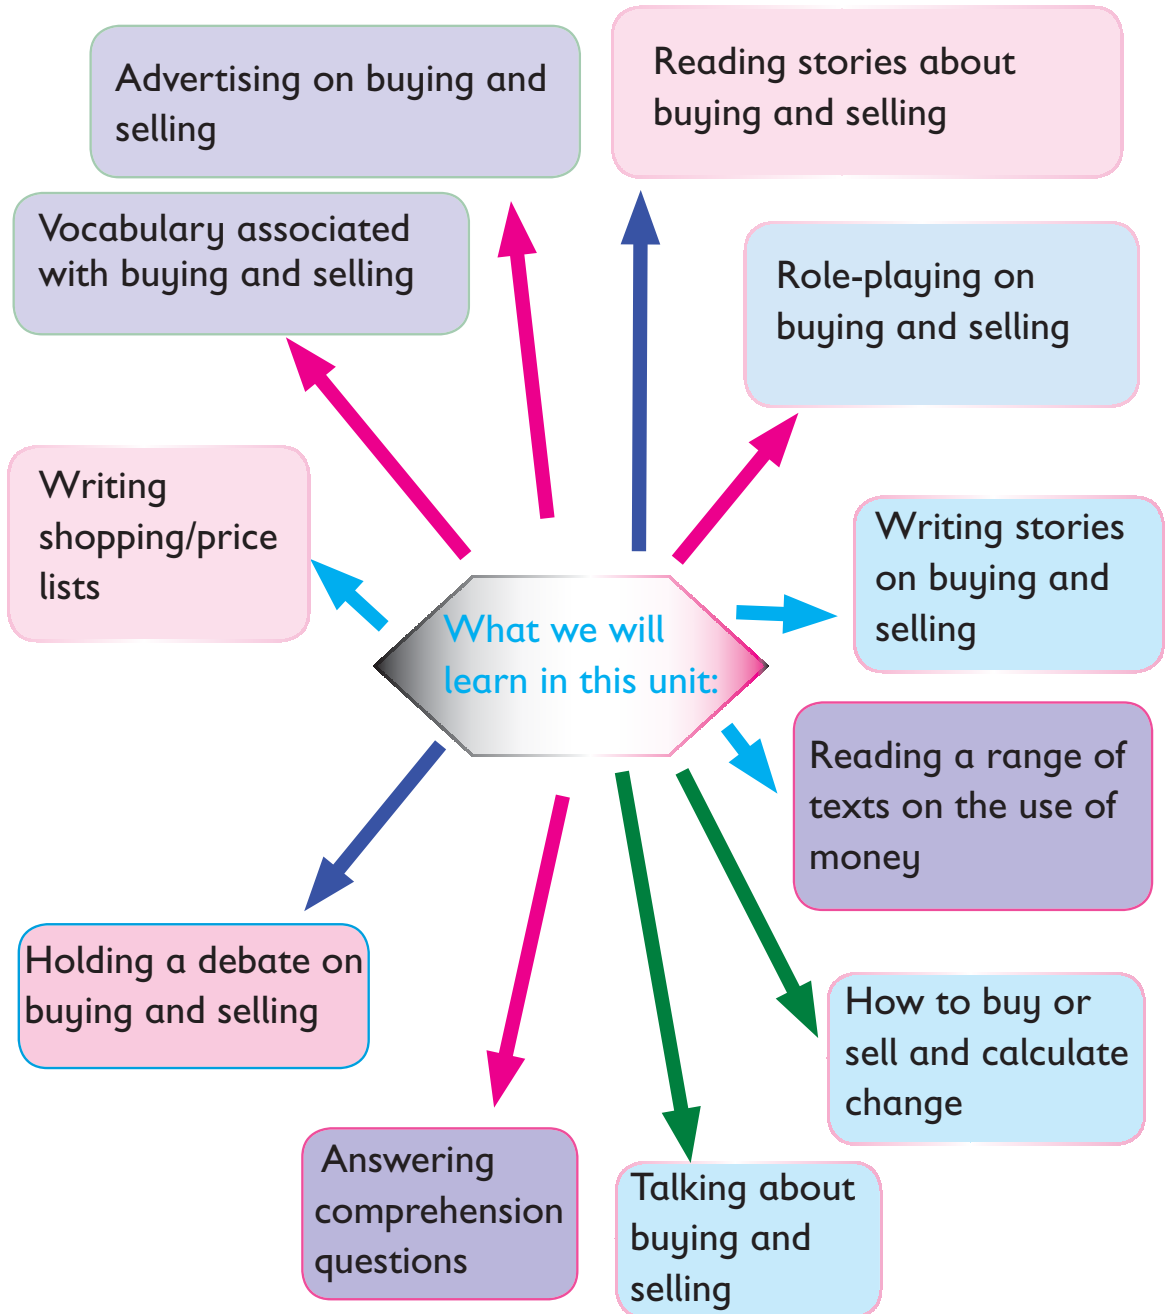 Advertising on buying and
selling
Reading stories about
buying and selling
Vocabulary associated
with buying and selling
Role-playing on
buying and selling
Writing
shopping/price
lists
Writing stories
on buying and
selling
What we will
learn in this unit:
Reading a range of
texts on the use of
money
Holding a debate on
buying and selling
How to buy or
sell and calculate
change
Answering
comprehension
questions
Talking about
buying and
selling